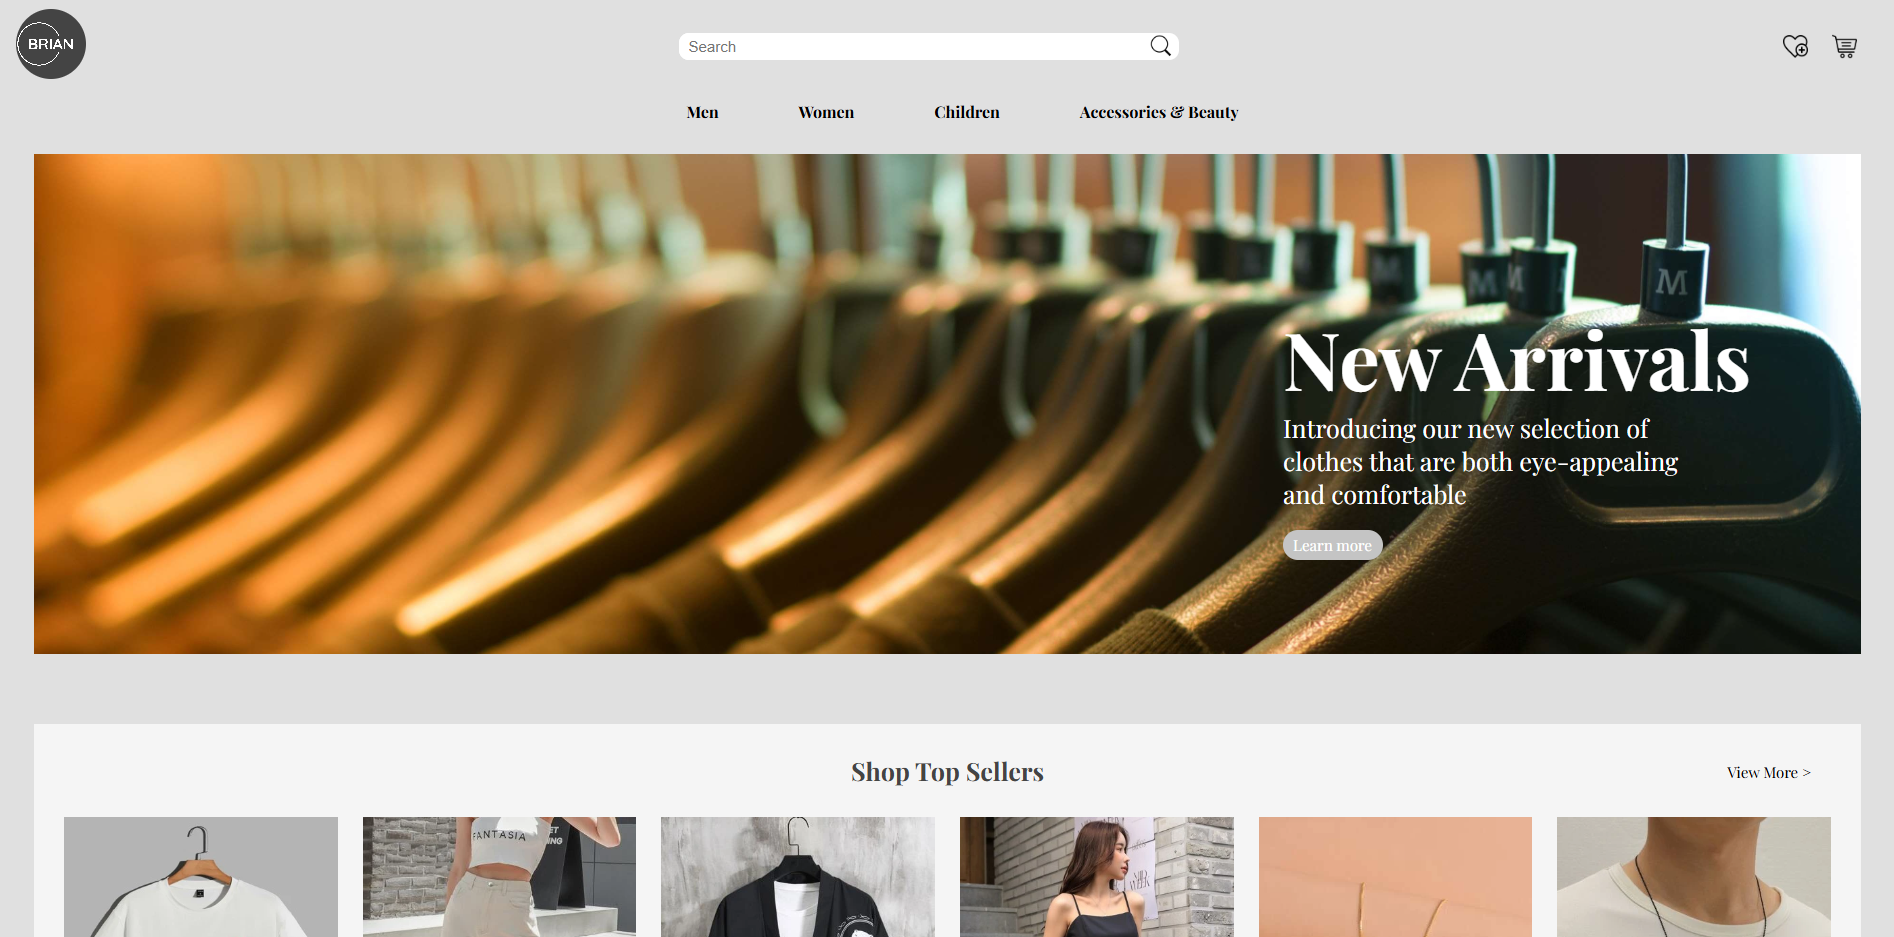 BRIAN
Search
Men Women Children Accessories & Beauty
M M M M
New Arrivals
Introducing our new selection of
clothes that are both eye-appealing
and comfortable
Learn more
Shop Top Sellers
View More >
FANTASIA